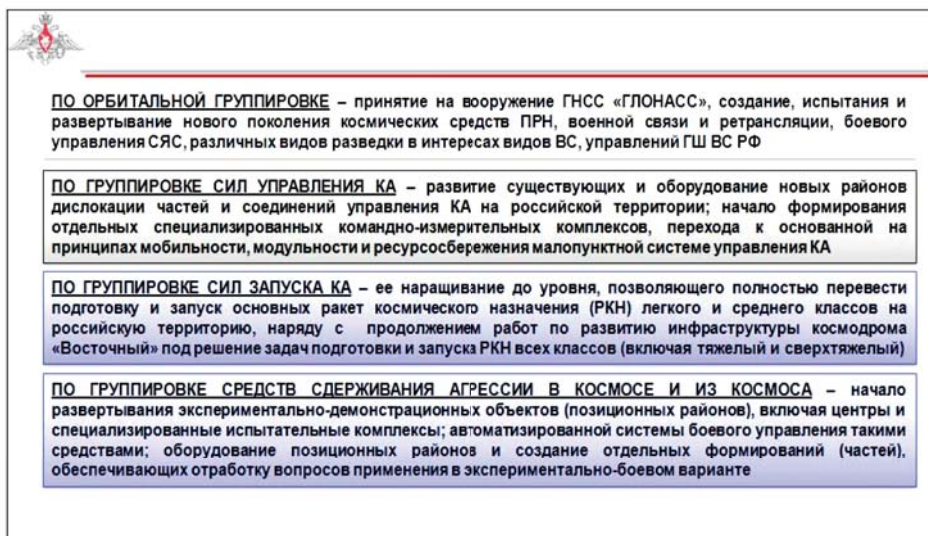 ПО ОРБИТАЛЬНОЙ ГРУППИРОВКЕ – принятие на вооружение ГНСС «ГЛОНАСС», создание, испытания и
развертывание нового поколения космических средств ПРН, военной связи и ретрансляции, боевого
управления СЯС, различных видов разведки в интересах видов ВС, управлений ГШ ВС РФ
ПО ГРУППИРОВКЕ СИЛ УПРАВЛЕНИЯ КА – развитие существующих и оборудование новых районов
дислокации частей и соединений управления КА на российской территории; начало формирования
отдельных специализированных командно-измерительных комплексов, перехода к основанной на
принципах мобильности, модульности и ресурсосбережения малопунктной системе управления КА
ПО ГРУППИРОВКЕ СИЛ ЗАПУСКА КА – ее наращивание до уровня, позволяющего полностью перевести
подготовку и запуск основных ракет космического назначения (РКН) легкого и среднего классов на
российскую территорию, наряду с продолжением работ по развитию инфраструктуры космодрома
«Восточный» под решение задач подготовки и запуска РКН всех классов (включая тяжелый и сверхтяжелый)
ПО ГРУППИРОВКЕ СРЕДСТВ СДЕРЖИВАНИЯ АГРЕССИИ В КОСМОСЕ И ИЗ КОСМОСА – начало
развертывания экспериментально-демонстрационных объектов (позиционных районов), включая центры и
специализированные испытательные комплексы; автоматизированной системы боевого управления такими
средствами; оборудование позиционных районов и создание отдельных формирований (частей),
обеспечивающих отработку вопросов применения в экспериментально-боевом варианте